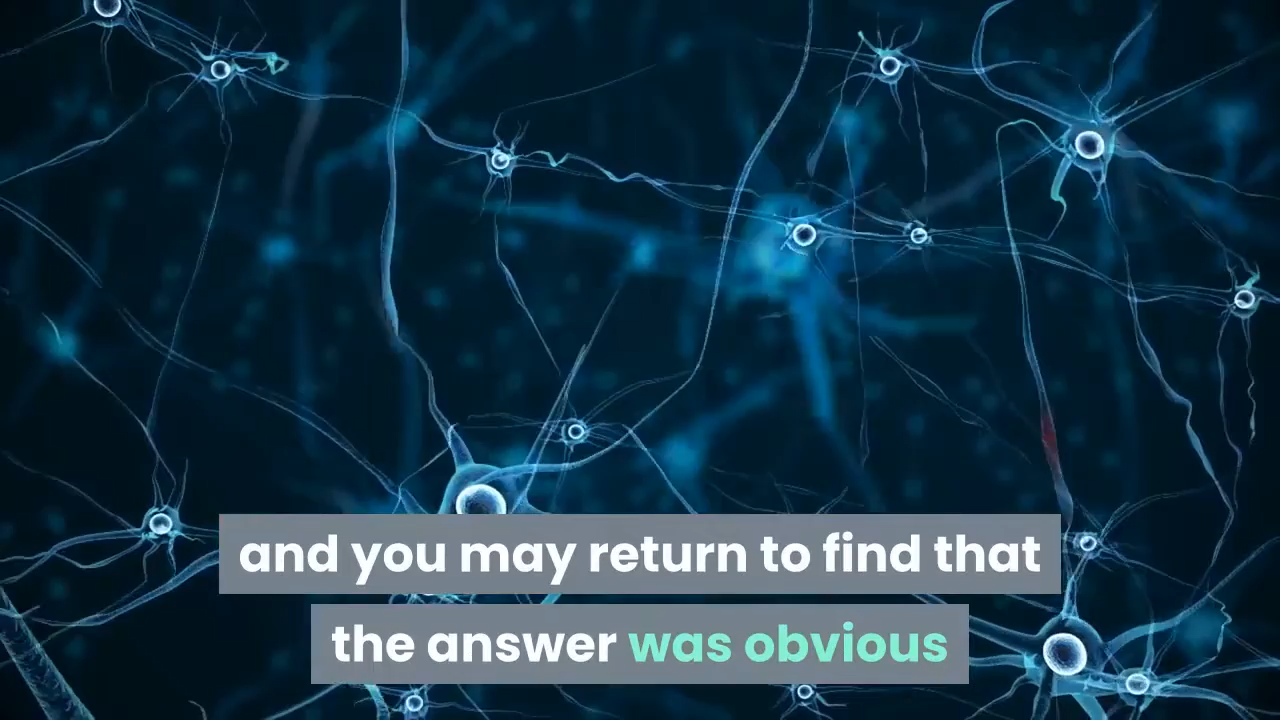 and you may return to find that
the answer was obvious